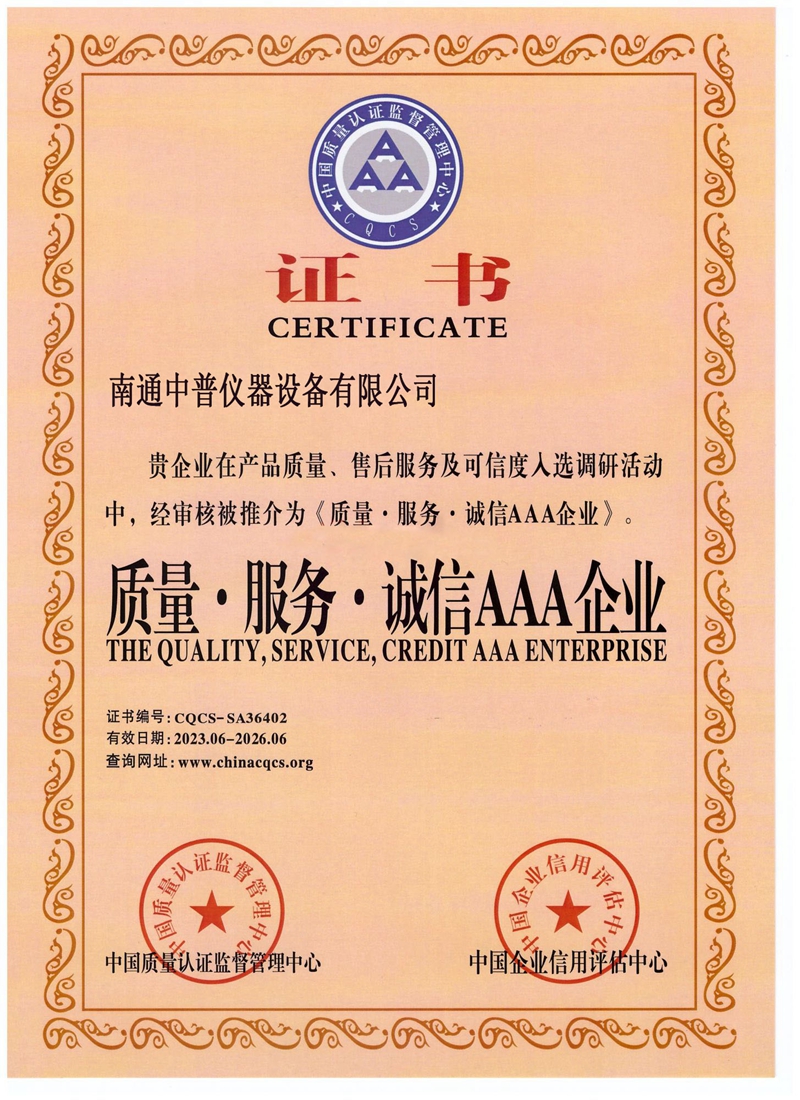 中国质量认证监督管理中心
AAA
CQCS
证 书
CERTIFICATE
南通中普仪器设备有限公司
贵企业在产品质量、售后服务及可信度入选调研活动
中，经审核被推介为《质量·服务·诚信AAA企业》。
质量·服务·诚信AAA企业
THE QUALITY, SERVICE, CREDIT AAA ENTERPRISE
证书编号：CQCS-SA36402
有效日期：2023.06-2026.06
查询网址：www.chinacqcs.org
中国质量认证监督管理中心
中国企业信用评估中心
中国质量认证监督管理中心
中国企业信用评估中心